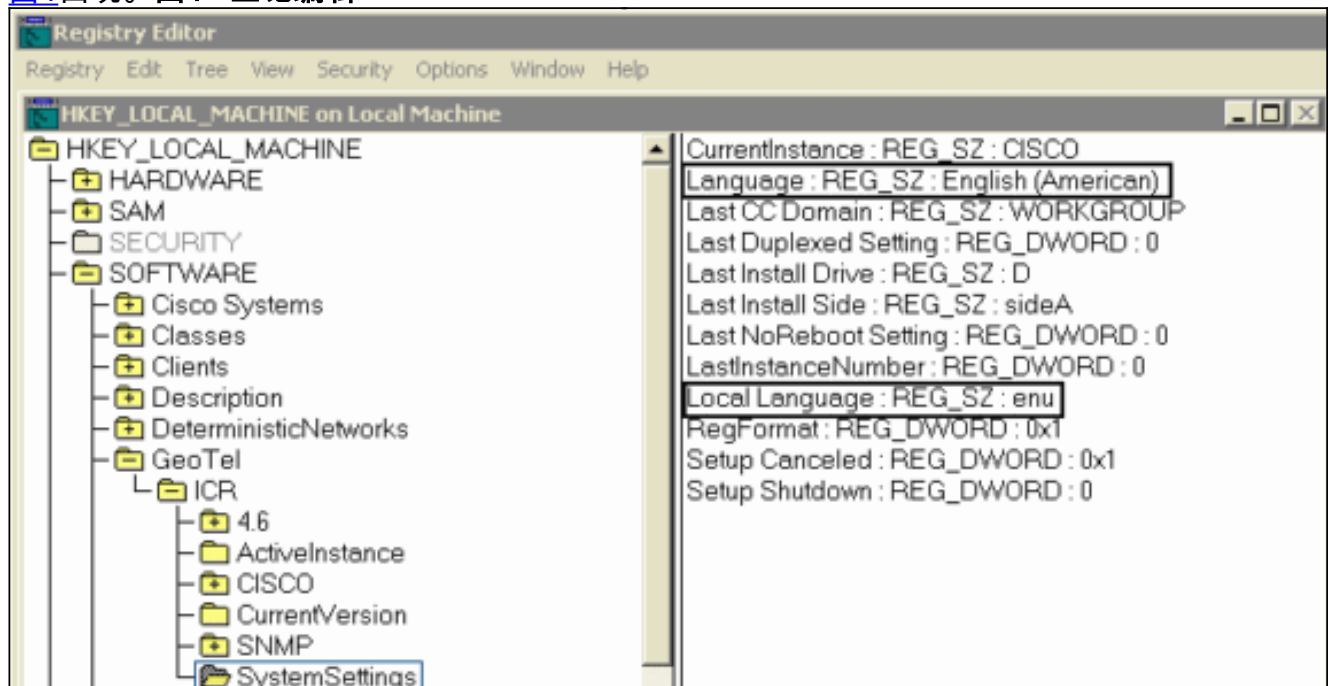 Registry Editor
Registry Edit Tree View Security Options Window Help
HKEY_LOCAL_MACHINE on Local Machine
HKEY_LOCAL_MACHINE
HARDWARE
SAM
SECURITY
SOFTWARE
Cisco Systems
Classes
Clients
Description
DeterministicNetworks
GeoTel
ICR
4.6
ActiveInstance
CISCO
CurrentVersion
SNMP
SystemSettings
CurrentInstance : REG_SZ : CISCO
Language : REG_SZ : English (American)
Last CC Domain : REG_SZ : WORKGROUP
Last Duplexed Setting : REG_DWORD : 0
Last Install Drive : REG_SZ : D
Last Install Side : REG_SZ : sideA
Last NoReboot Setting : REG_DWORD : 0
LastInstanceNumber : REG_DWORD : 0
Local Language : REG_SZ : enu
RegFormat : REG_DWORD : 0x1
Setup Canceled : REG_DWORD : 0x1
Setup Shutdown : REG_DWORD : 0